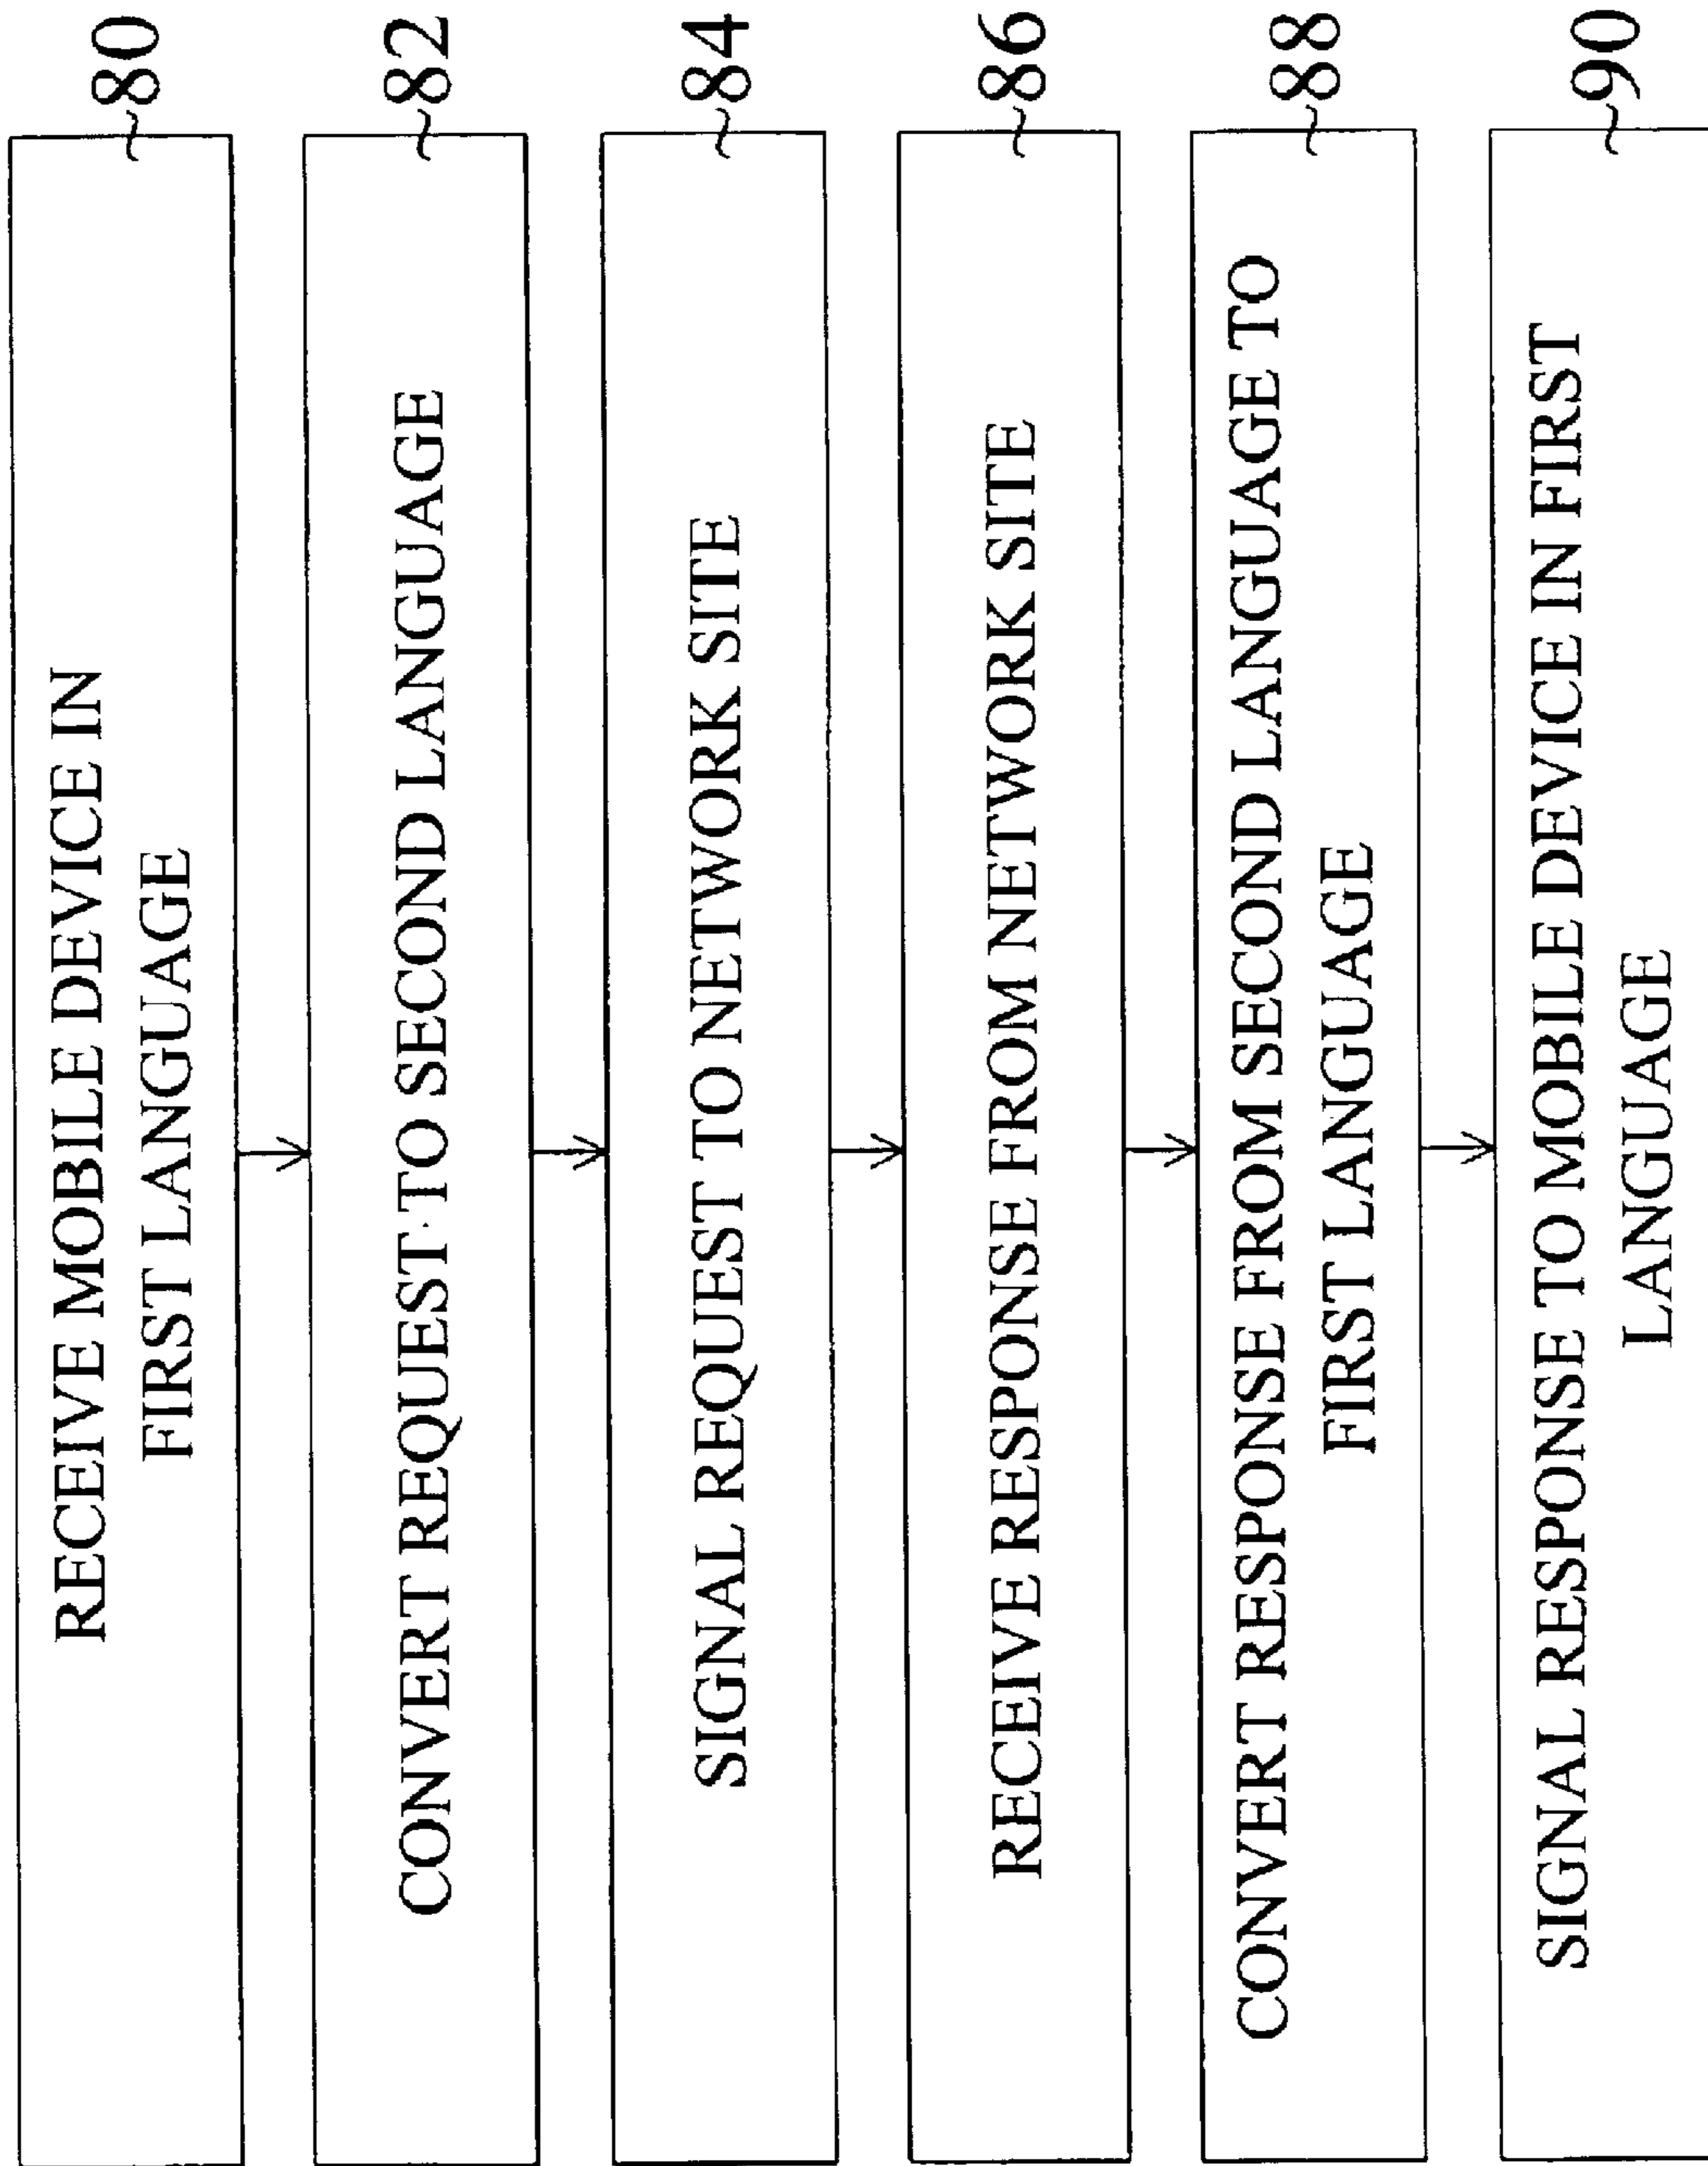 RECEIVE MOBILE DEVICE IN
FIRST LANGUAGE
~80
CONVERT REQUEST TO SECOND LANGUAGE
~82
SIGNAL REQUEST TO NETWORK SITE
~84
RECEIVE RESPONSE FROM NETWORK SITE
~86
CONVERT RESPONSE FROM SECOND LANGUAGE TO
FIRST LANGUAGE
~88
SIGNAL RESPONSE TO MOBILE DEVICE IN FIRST
LANGUAGE
~90